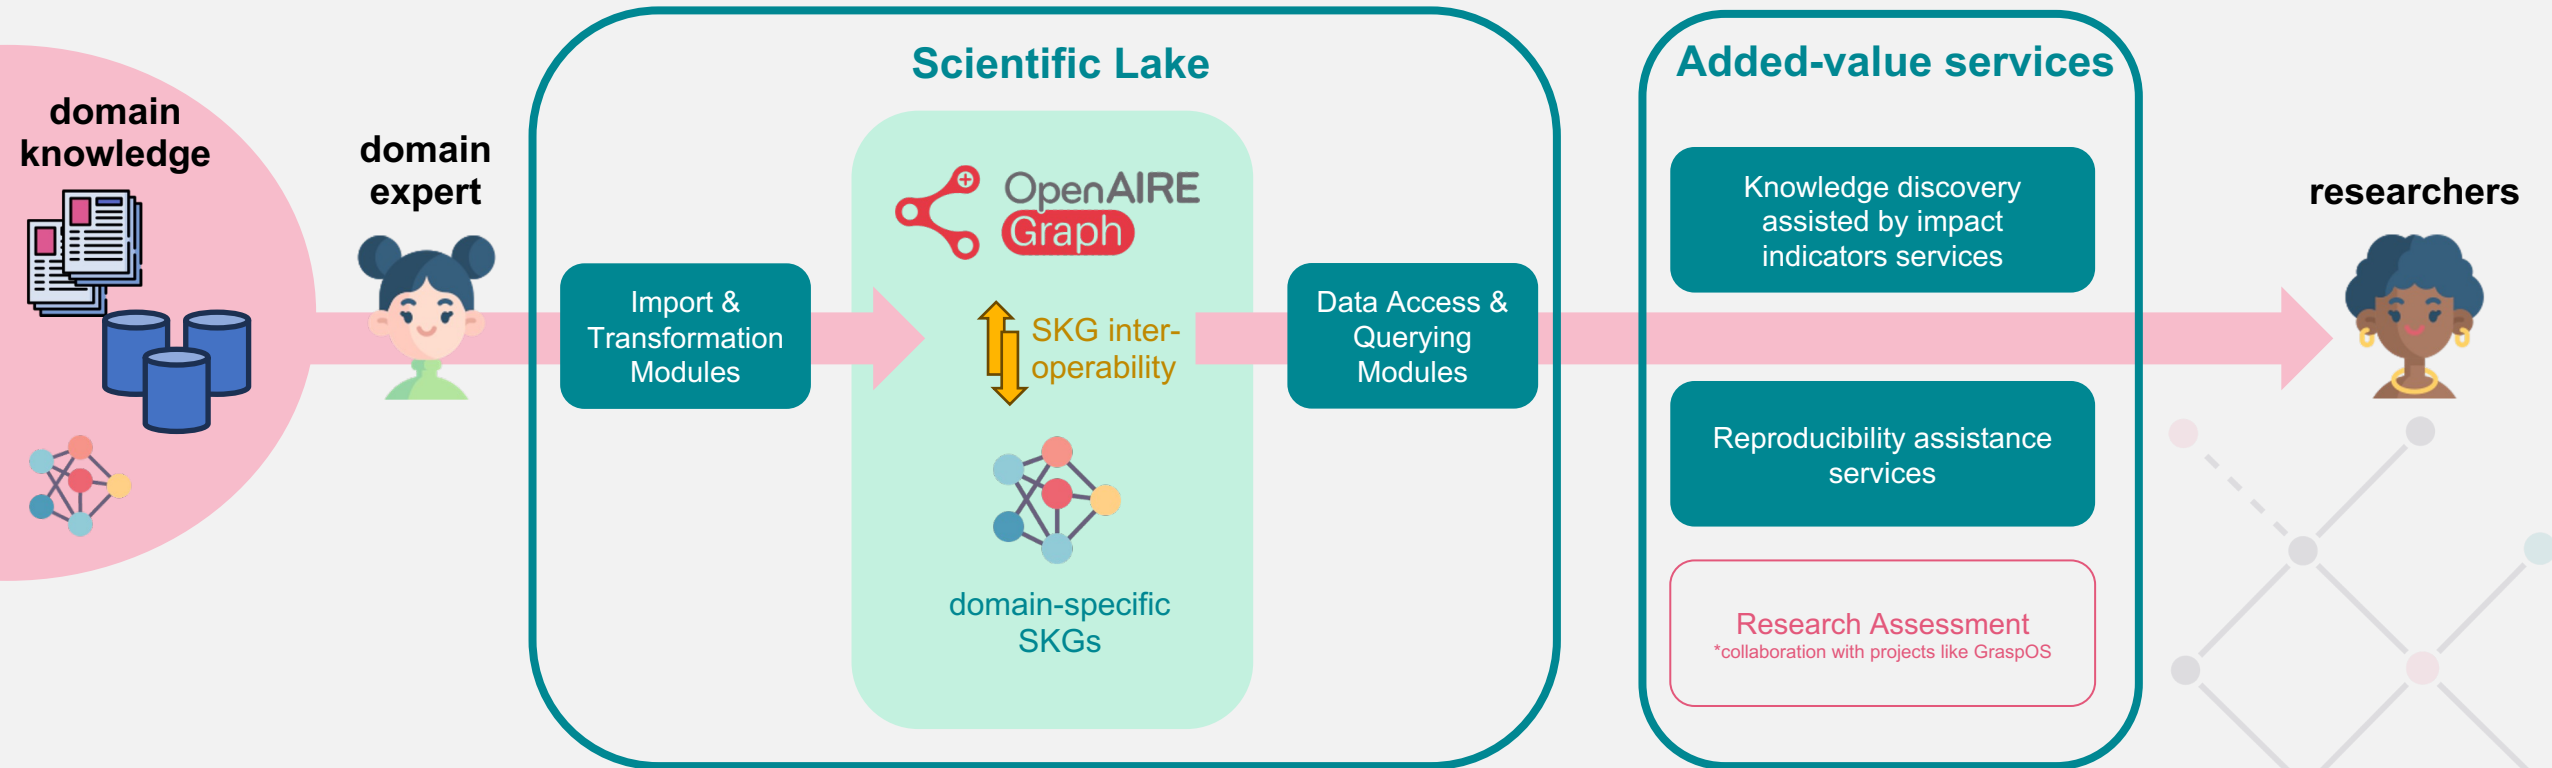 domain
knowledge
domain
expert
Scientific Lake
Import &
Transformation
Modules
OpenAIRE
Graph
SKG inter-
operability
domain-specific
SKGs
Data Access &
Querying
Modules
Added-value services
Knowledge discovery
assisted by impact
indicators services
Reproducibility assistance
services
Research Assessment
*collaboration with projects like GraspOS
researchers